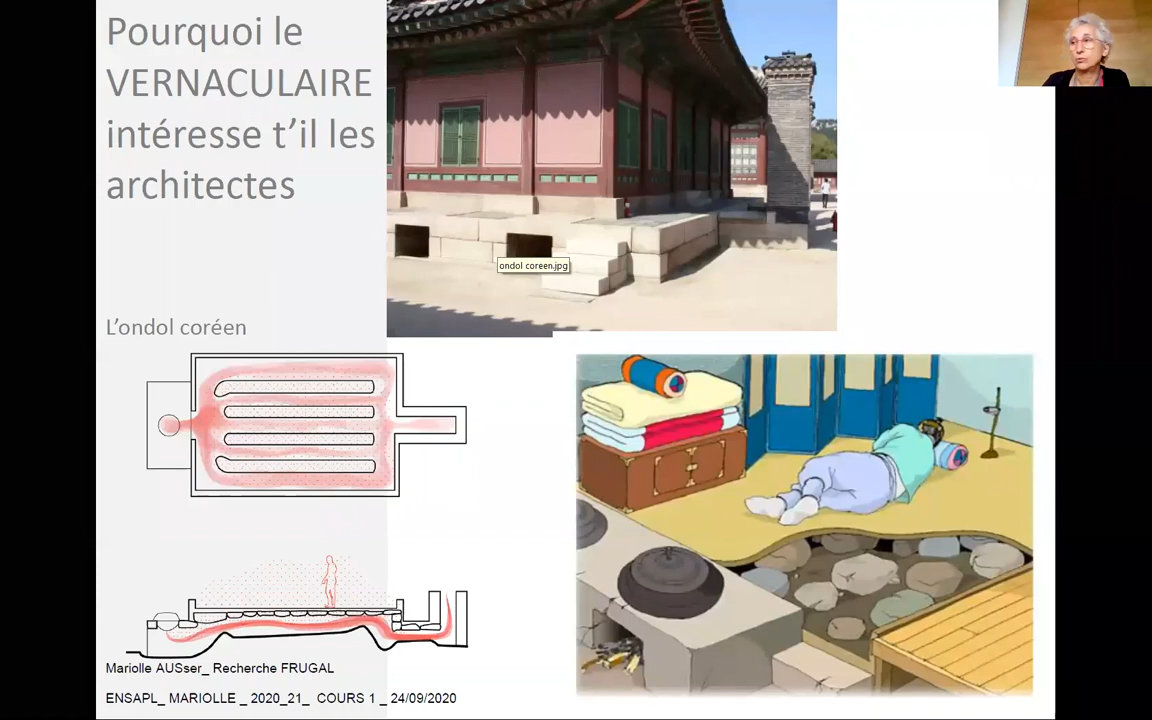 Pourquoi le
VERNACULAIRE
intéresse t’il les
architectes
ondol coreen.jpg
L’ondol coréen
Mariolle AUSser_ Recherche FRUGAL
ENSAPL_ MARIOLLE _ 2020_21_ COURS 1 _ 24/09/2020